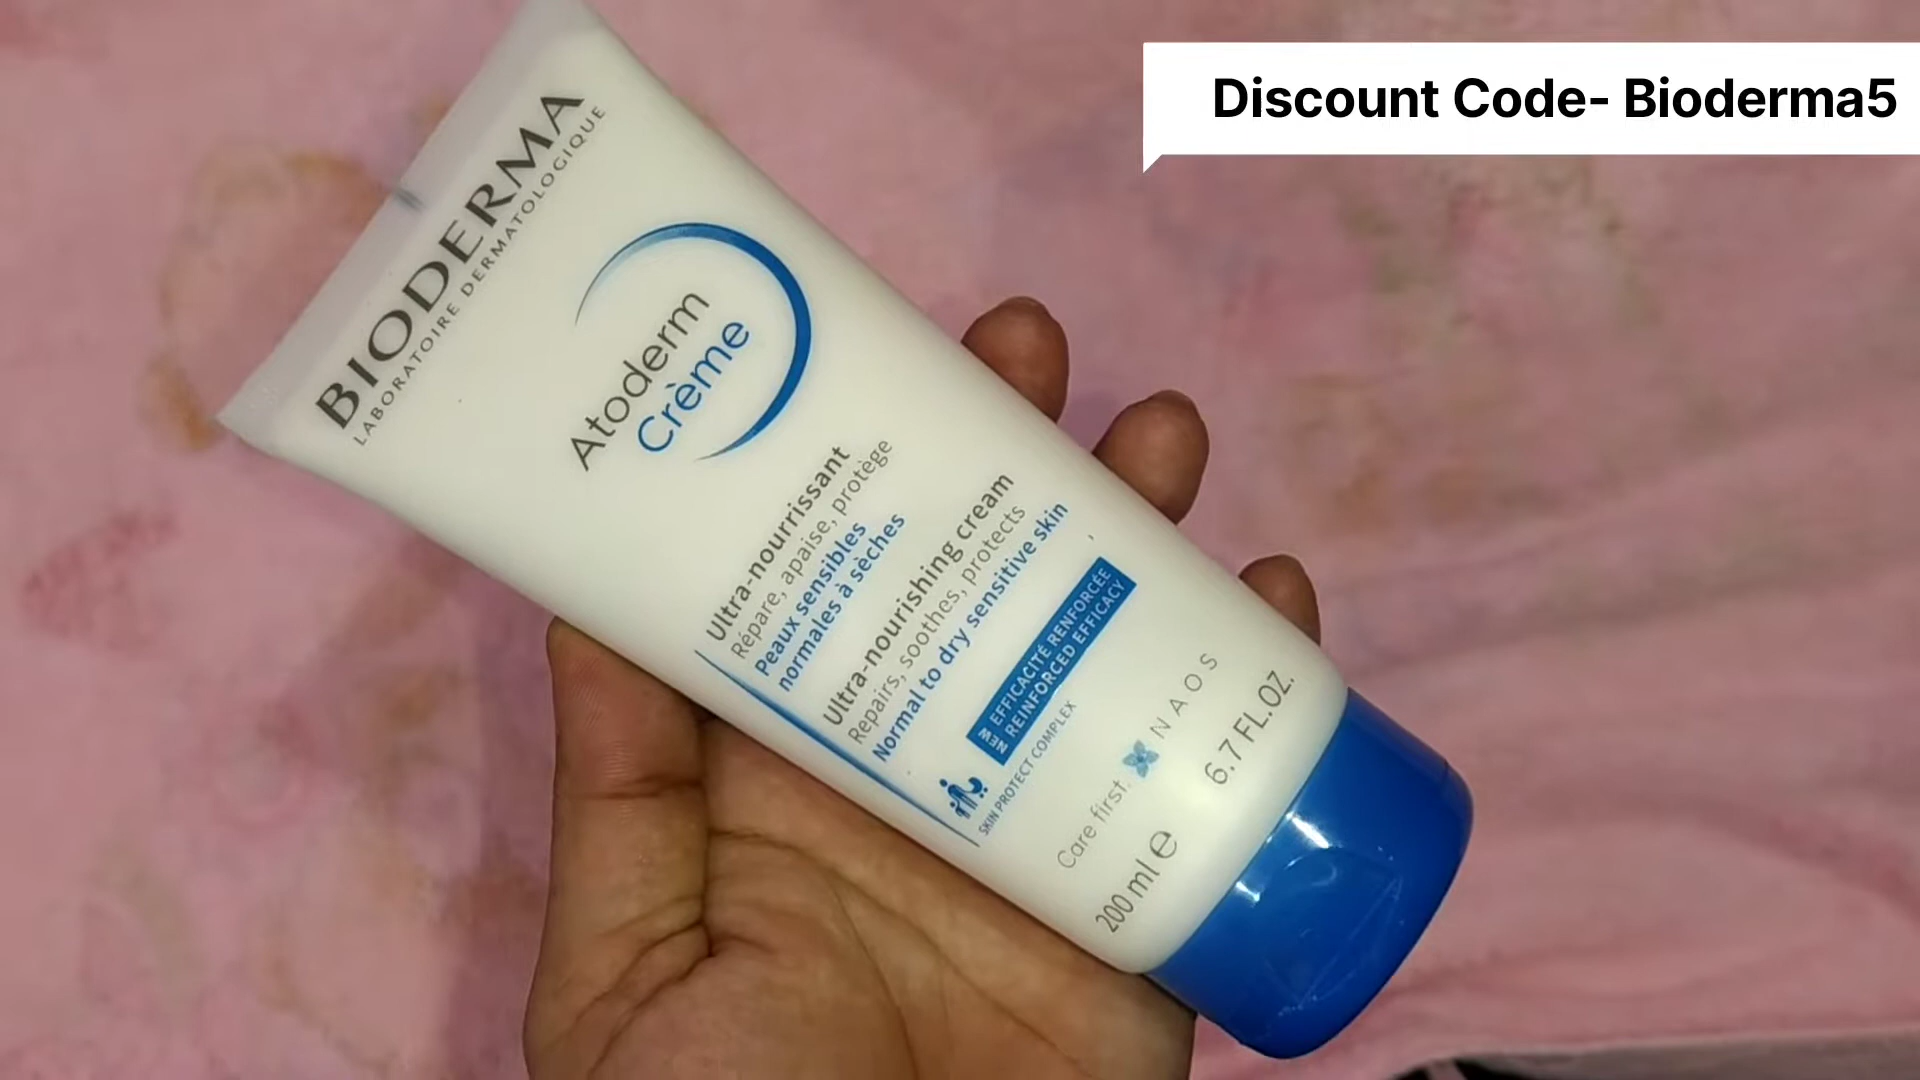 Discount Code- Bioderma5
BIODERMA
LABORATOIRE DERMATOLOGIQUE
Atoderm
Crème
Ultra-nourrissant
Répare, apaise, protège
Peaux sensibles
normales à sèches
Ultra-nourishing cream
Repairs, soothes, protects
Normal to dry sensitive skin
NEW
EFFICACITÉ RENFORCÉE
REINFORCED EFFICACY
SKIN PROTECT COMPLEX
Care first. NAOS
200 ml e 6.7 FL.OZ.